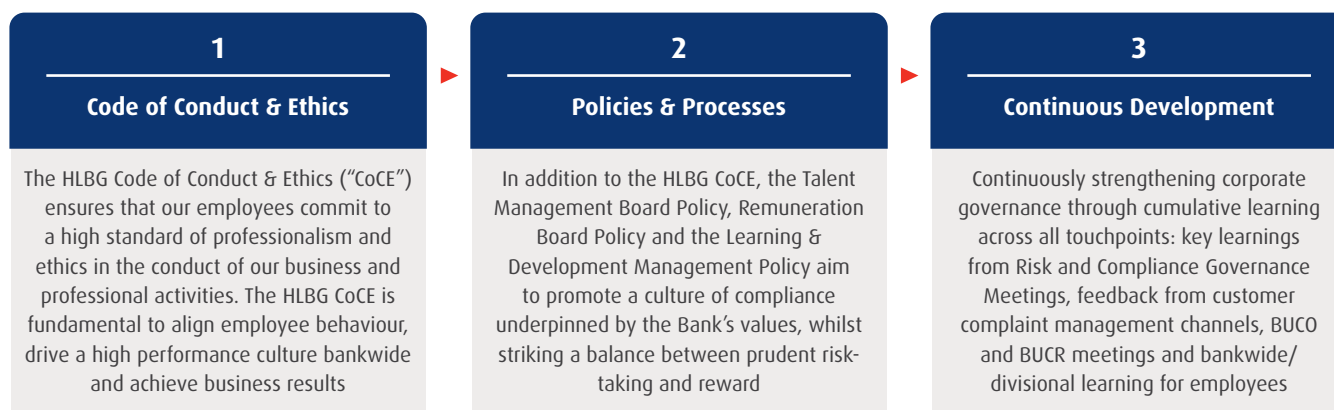 1
Code of Conduct & Ethics
The HLBG Code of Conduct & Ethics (“CoCE”)
ensures that our employees commit to
a high standard of professionalism and
ethics in the conduct of our business and
professional activities. The HLBG CoCE is
fundamental to align employee behaviour,
drive a high performance culture bankwide
and achieve business results
2
Policies & Processes
In addition to the HLBG CoCE, the Talent
Management Board Policy, Remuneration
Board Policy and the Learning &
Development Management Policy aim
to promote a culture of compliance
underpinned by the Bank’s values, whilst
striking a balance between prudent risk-
taking and reward
3
Continuous Development
Continuously strengthening corporate
governance through cumulative learning
across all touchpoints: key learnings
from Risk and Compliance Governance
Meetings, feedback from customer
complaint management channels, BUCO
and BUCR meetings and bankwide/
divisional learning for employees